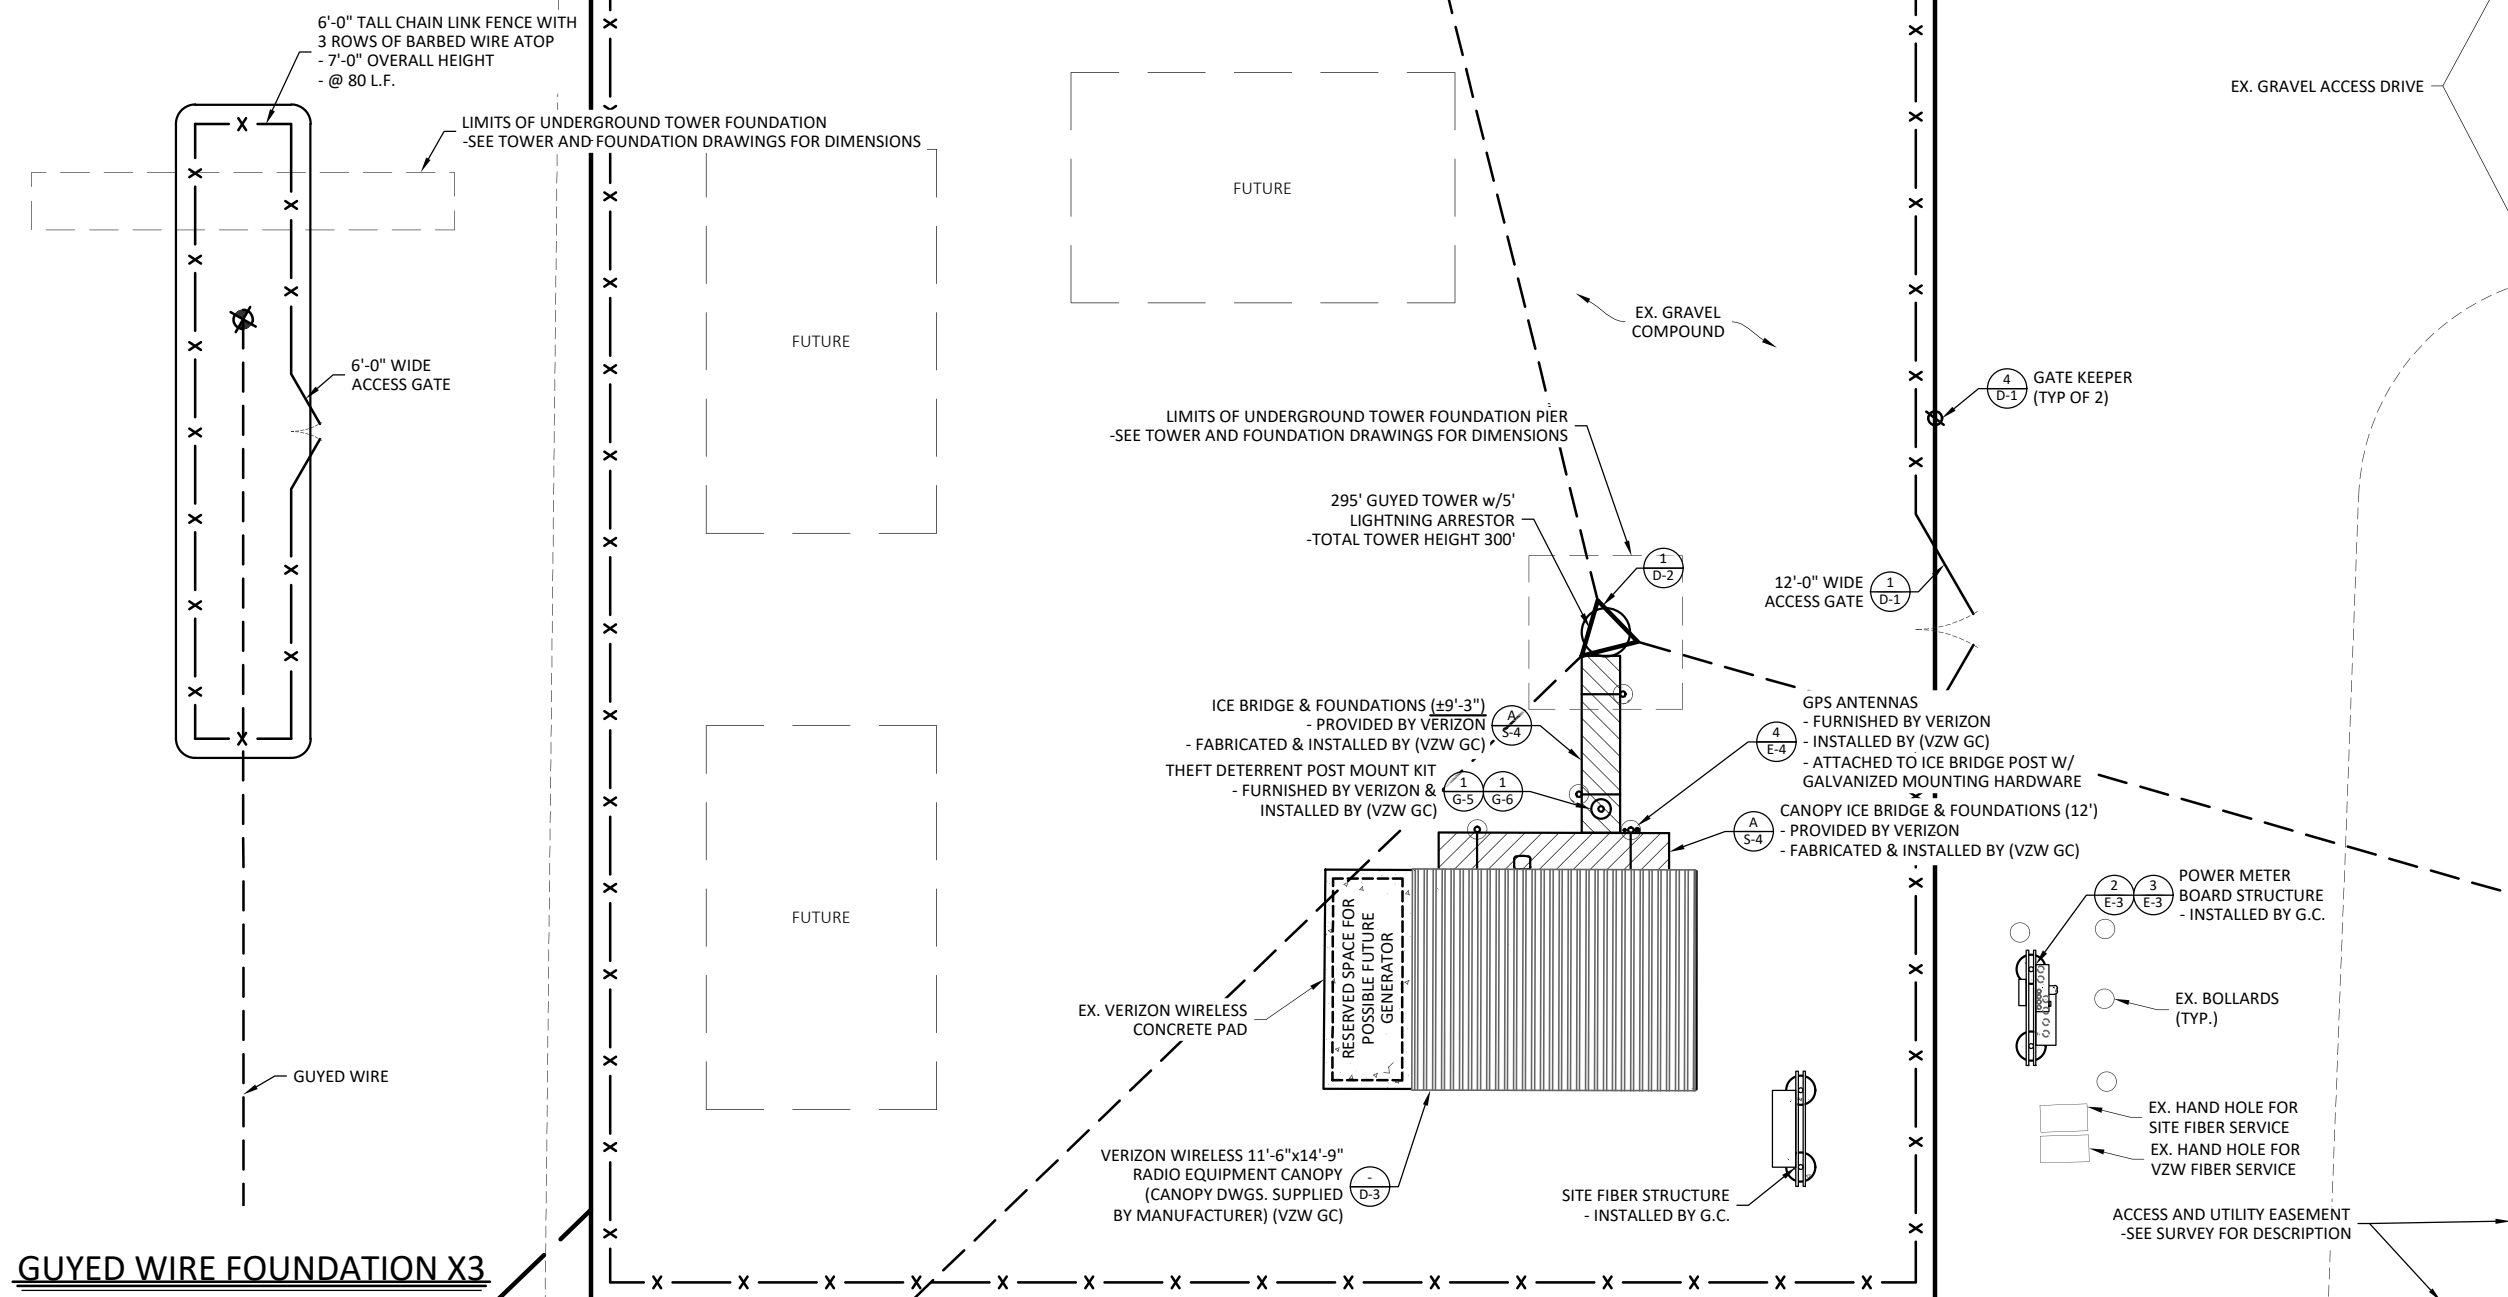 6'-0" TALL CHAIN LINK FENCE WITH
3 ROWS OF BARBED WIRE ATOP
- 7'-0" OVERALL HEIGHT
- @ 80 L.F.
LIMITS OF UNDERGROUND TOWER FOUNDATION
-SEE TOWER AND FOUNDATION DRAWINGS FOR DIMENSIONS
6'-0" WIDE
ACCESS GATE
GUYED WIRE
GUYED WIRE FOUNDATION X3
FUTURE
FUTURE
FUTURE
EX. GRAVEL ACCESS DRIVE
EX. GRAVEL
COMPOUND
4
D-1
GATE KEEPER
(TYP OF 2)
LIMITS OF UNDERGROUND TOWER FOUNDATION PIER
-SEE TOWER AND FOUNDATION DRAWINGS FOR DIMENSIONS
295' GUYED TOWER w/5'
LIGHTNING ARRESTOR
-TOTAL TOWER HEIGHT 300'
1
D-2
12'-0" WIDE
ACCESS GATE
1
D-1
ICE BRIDGE & FOUNDATIONS (±9'-3")
- PROVIDED BY VERIZON
- FABRICATED & INSTALLED BY (VZW GC)
A
S-4
THEFT DETERRENT POST MOUNT KIT
- FURNISHED BY VERIZON &
INSTALLED BY (VZW GC)
1
G-5
1
G-6
4
E-4
GPS ANTENNAS
- FURNISHED BY VERIZON
- INSTALLED BY (VZW GC)
- ATTACHED TO ICE BRIDGE POST W/
GALVANIZED MOUNTING HARDWARE
A
S-4
CANOPY ICE BRIDGE & FOUNDATIONS (12')
- PROVIDED BY VERIZON
- FABRICATED & INSTALLED BY (VZW GC)
2
E-3
3
E-3
POWER METER
BOARD STRUCTURE
- INSTALLED BY G.C.
RESERVED SPACE FOR
POSSIBLE FUTURE
GENERATOR
EX. VERIZON WIRELESS
CONCRETE PAD
EX. BOLLARDS
(TYP.)
EX. HAND HOLE FOR
SITE FIBER SERVICE
EX. HAND HOLE FOR
VZW FIBER SERVICE
VERIZON WIRELESS 11'-6"x14'-9"
RADIO EQUIPMENT CANOPY
(CANOPY DWGS. SUPPLIED
BY MANUFACTURER) (VZW GC)
-
D-3
SITE FIBER STRUCTURE
- INSTALLED BY G.C.
ACCESS AND UTILITY EASEMENT
-SEE SURVEY FOR DESCRIPTION